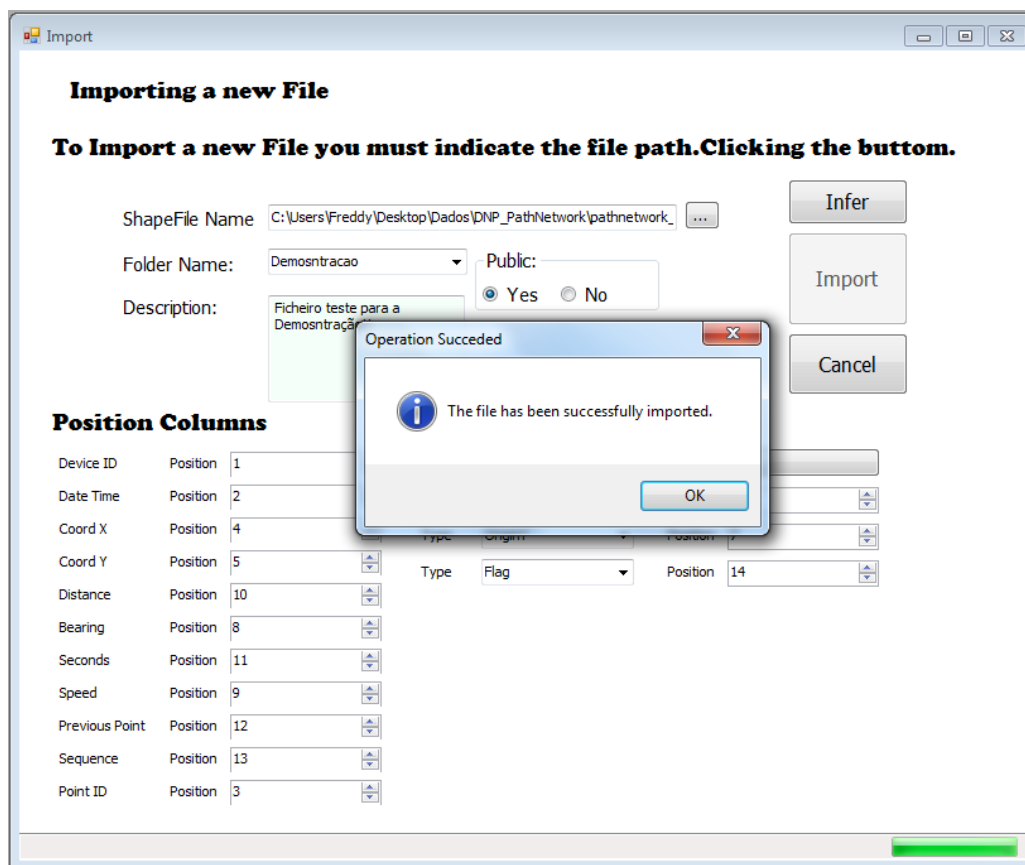 Import
Importing a new File
To Import a new File you must indicate the file path.Clicking the buttom.
ShapeFile Name C:\Users\Freddy\Desktop\Dados\DNP_PathNetwork\pathnetwork_ ...
Infer
Folder Name: Demosntracao
Public:
Yes No
Import
Description: Ficheiro teste para a
Demosntração
Cancel
Operation Succeded
The file has been successfully imported.
OK
Position Columns
Device ID Position 1
Date Time Position 2
Coord X Position 4
Type Position 7
Coord Y Position 5
Type Flag Position 14
Distance Position 10
Bearing Position 8
Seconds Position 11
Speed Position 9
Previous Point Position 12
Sequence Position 13
Point ID Position 3